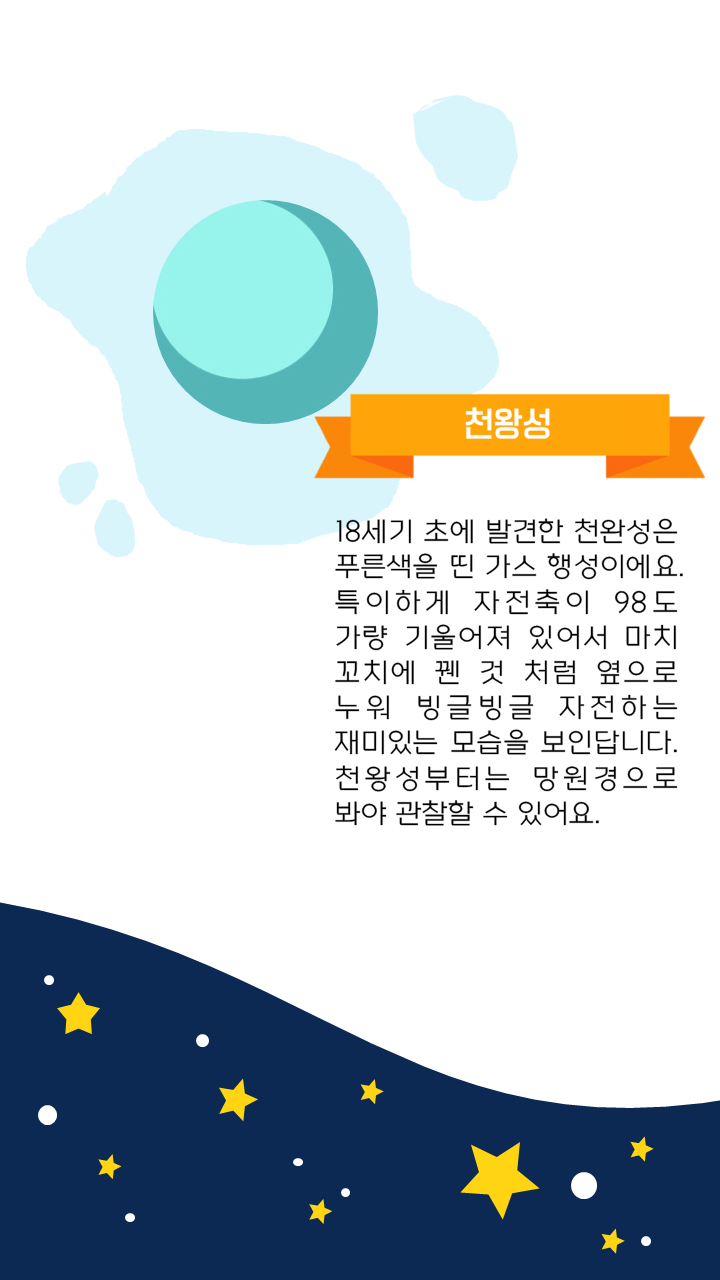 천왕성
18세기 초에 발견한 천완성은
푸른색을 띤 가스 행성이에요.
특이하게 자전축이 98도
가량 기울어져 있어서 마치
꼬치에 꿴 것 처럼 옆으로
누워 빙글빙글 자전하는
재미있는 모습을 보인답니다.
천왕성부터는 망원경으로
봐야 관찰할 수 있어요.